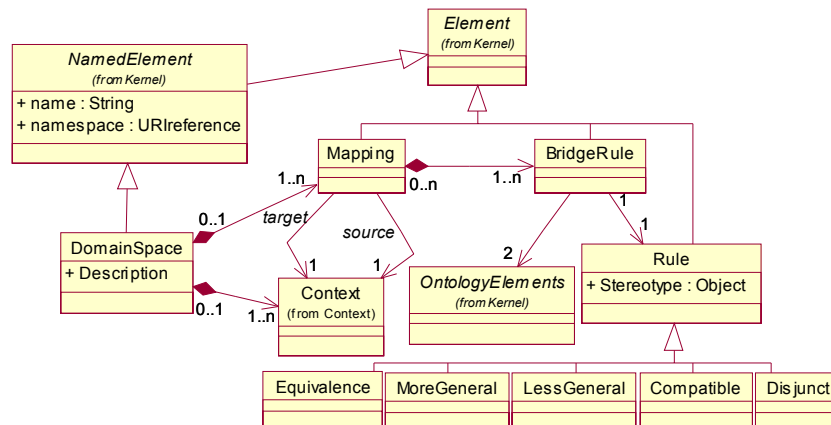 Element
(from Kernel)
NamedElement
(from Kernel)
+ name : String
+ namespace : URIreference
Mapping
BridgeRule
1..n
0..n
1..n
0..1
target
source
1
1
DomainSpace
+ Description
2
Rule
+ Stereotype : Object
1
1
Context
(from Context)
OntologyElements
(from Kernel)
0..1
1..n
Equivalence
MoreGeneral
LessGeneral
Compatible
Disjunct